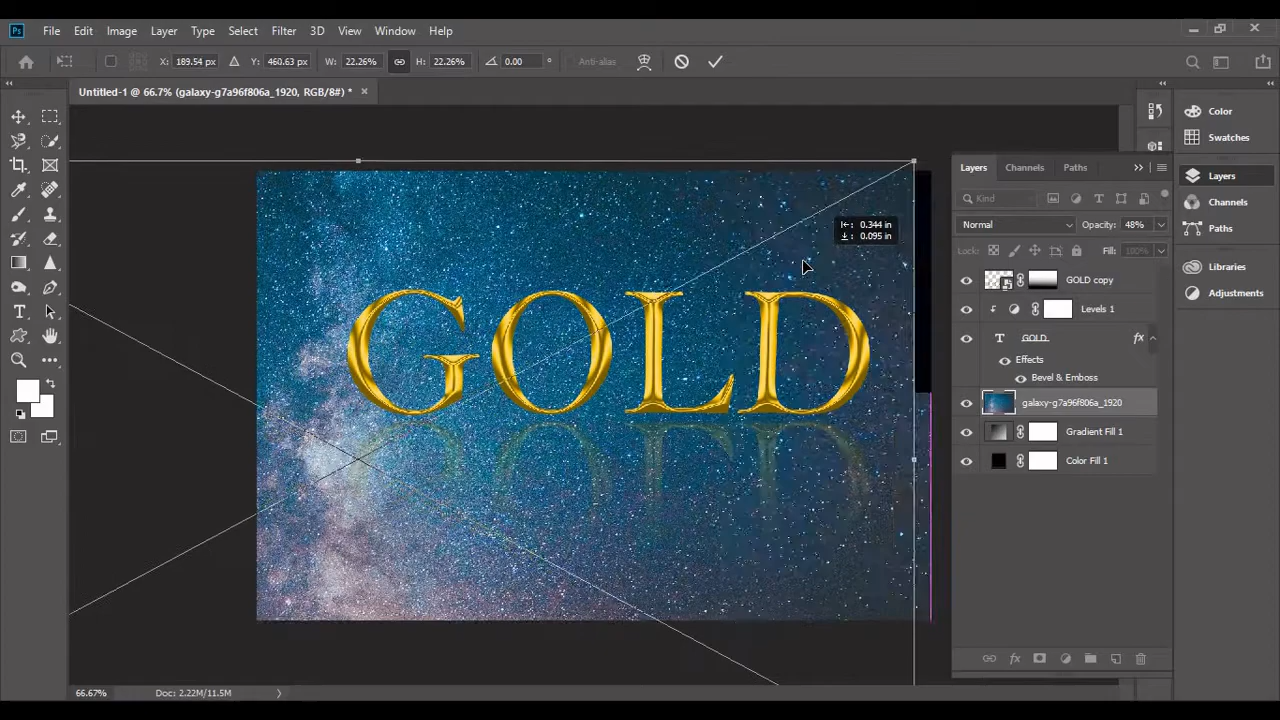 Ps File Edit Image Layer Type Select Filter 3D View Window Help
X: 189.54 px Y: 460.63 px W: 22.26% H: 22.26% 0.00 ° Anti-alias
Untitled-1 @ 66.7% (galaxy-g7a96f806a_1920, RGB/8#) * ×
Color
Swatches
Layers
Channels
Paths
Libraries
Adjustments
Layers Channels Paths
Kind
Normal Opacity: 48%
Lock: Fill: 100%
GOLD copy
Levels 1
T GOLD fx
Effects
Bevel & Emboss
galaxy-g7a96f806a_1920
Gradient Fill 1
Color Fill 1
fx
0.344 in
0.095 in
GOLD
66.67% Doc: 2.22M/11.5M